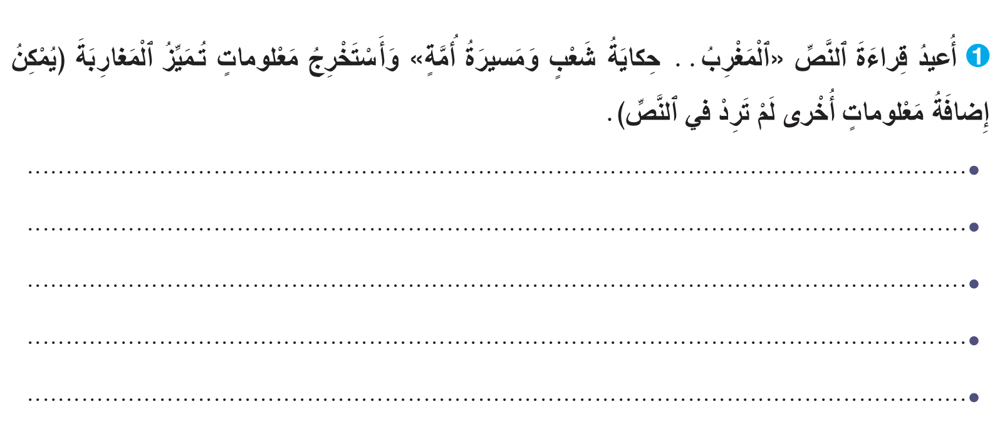 1 أُعيدُ قِراءَةَ ٱلنَّصِّ «ٱلْمَغْرِبُ.. حِكايَةُ شَعْبٍ وَمَسيرَةُ أُمَّةٍ» وَأَسْتَخْرِجُ مَعْلوماتٍ تُمَيِّزُ ٱلْمَغارِبَةَ (يُمْكِنُ
إِضافَةُ مَعْلوماتٍ أُخْرى لَمْ تَرِدْ في ٱلنَّصِّ).